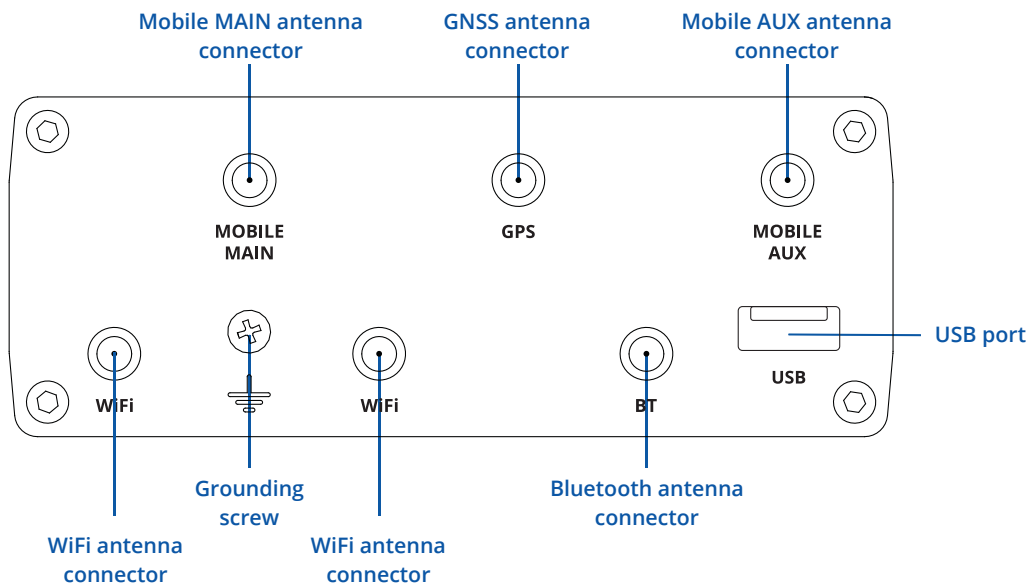 Mobile MAIN antenna
connector
GNSS antenna
connector
Mobile AUX antenna
connector
MOBILE
MAIN
GPS
MOBILE
AUX
USB port
USB
WiFi
WiFi
BT
Grounding
screw
Bluetooth antenna
connector
WiFi antenna
connector
WiFi antenna
connector